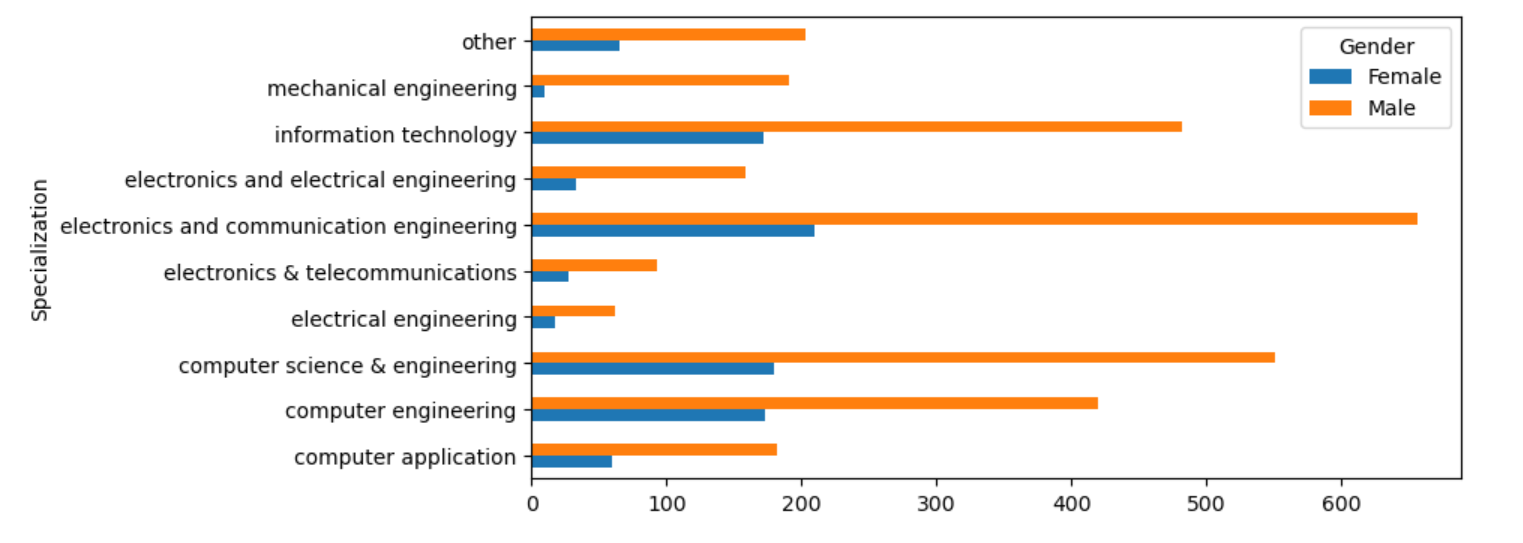 Gender
Female
Male
Specialization
other
mechanical engineering
information technology
electronics and electrical engineering
electronics and communication engineering
electronics & telecommunications
electrical engineering
computer science & engineering
computer engineering
computer application
0 100 200 300 400 500 600